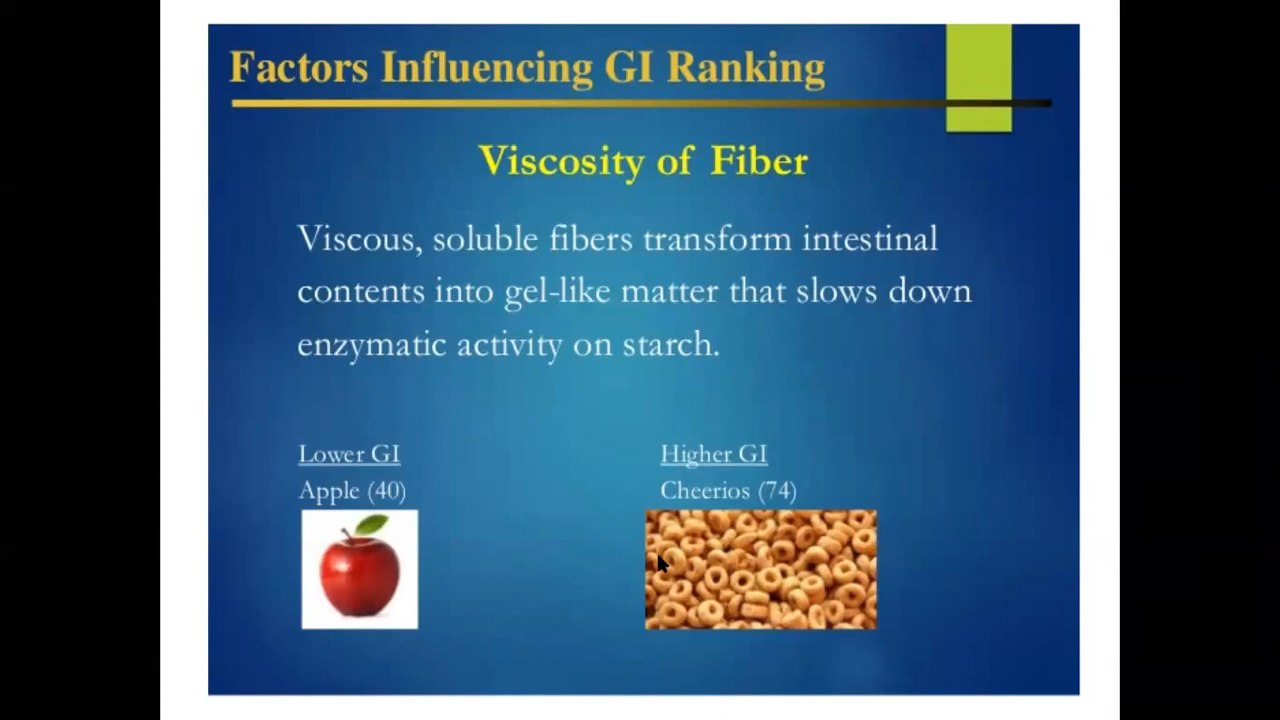 Factors Influencing GI Ranking
Viscosity of Fiber
Viscous, soluble fibers transform intestinal
contents into gel-like matter that slows down
enzymatic activity on starch.
Lower GI
Apple (40)
Higher GI
Cheerios (74)